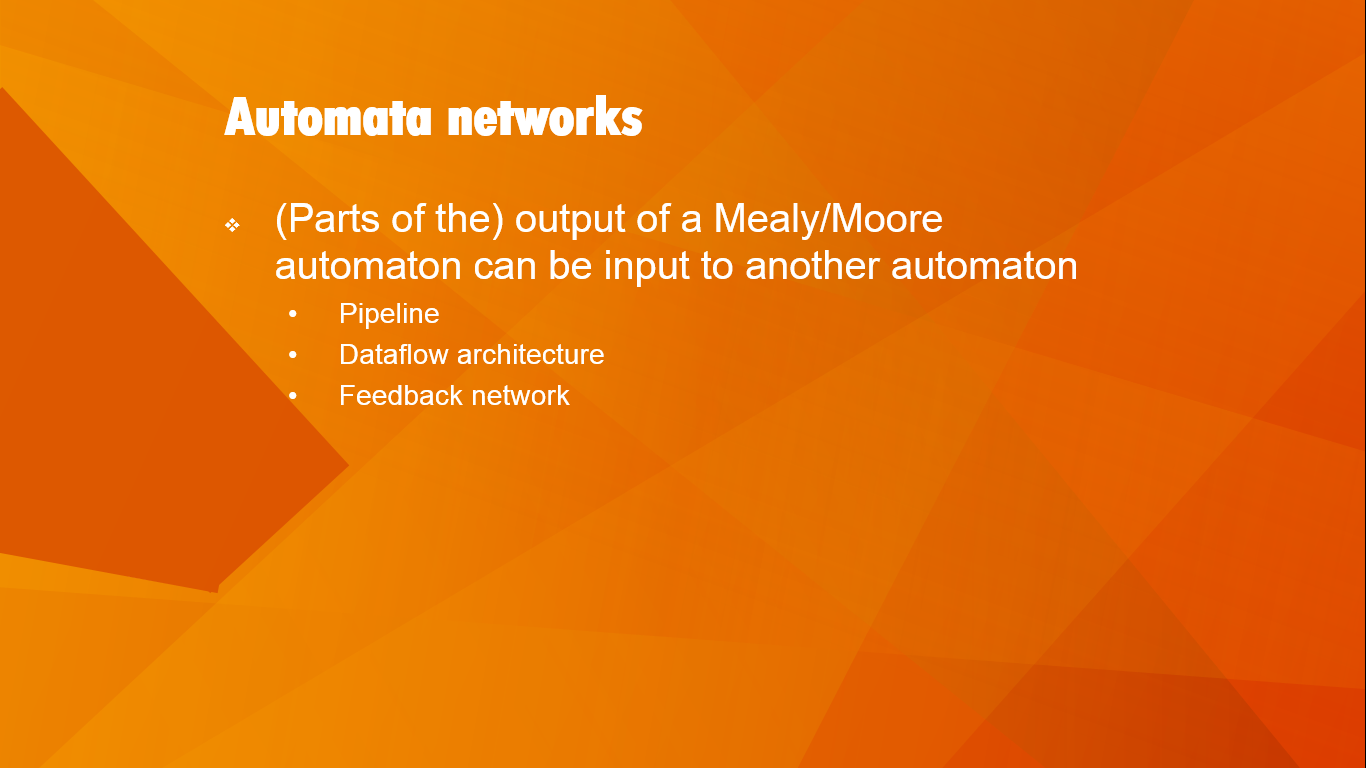 Automata networks
❖ (Parts of the) output of a Mealy/Moore
automaton can be input to another automaton
• Pipeline
• Dataflow architecture
• Feedback network